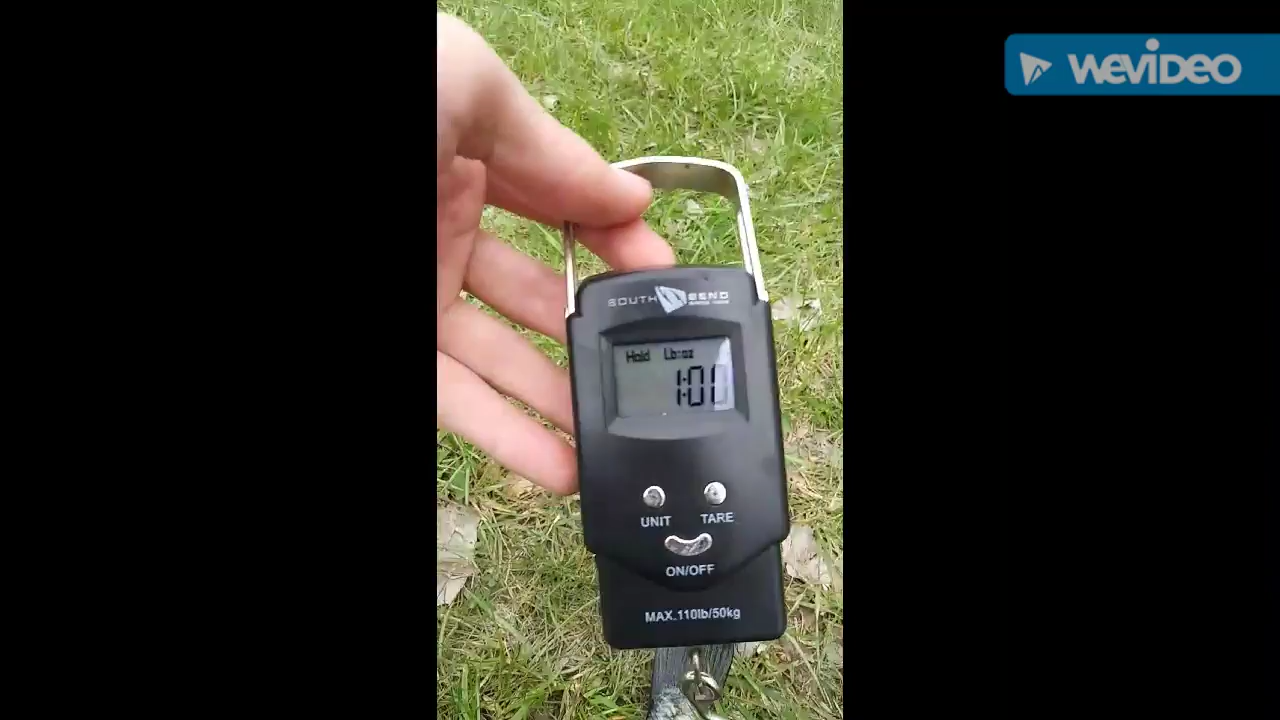 WEVIDEO
SOUTH BEND
Hold Lb:oz
1:00
UNIT TARE
ON/OFF
MAX.110lb/50kg